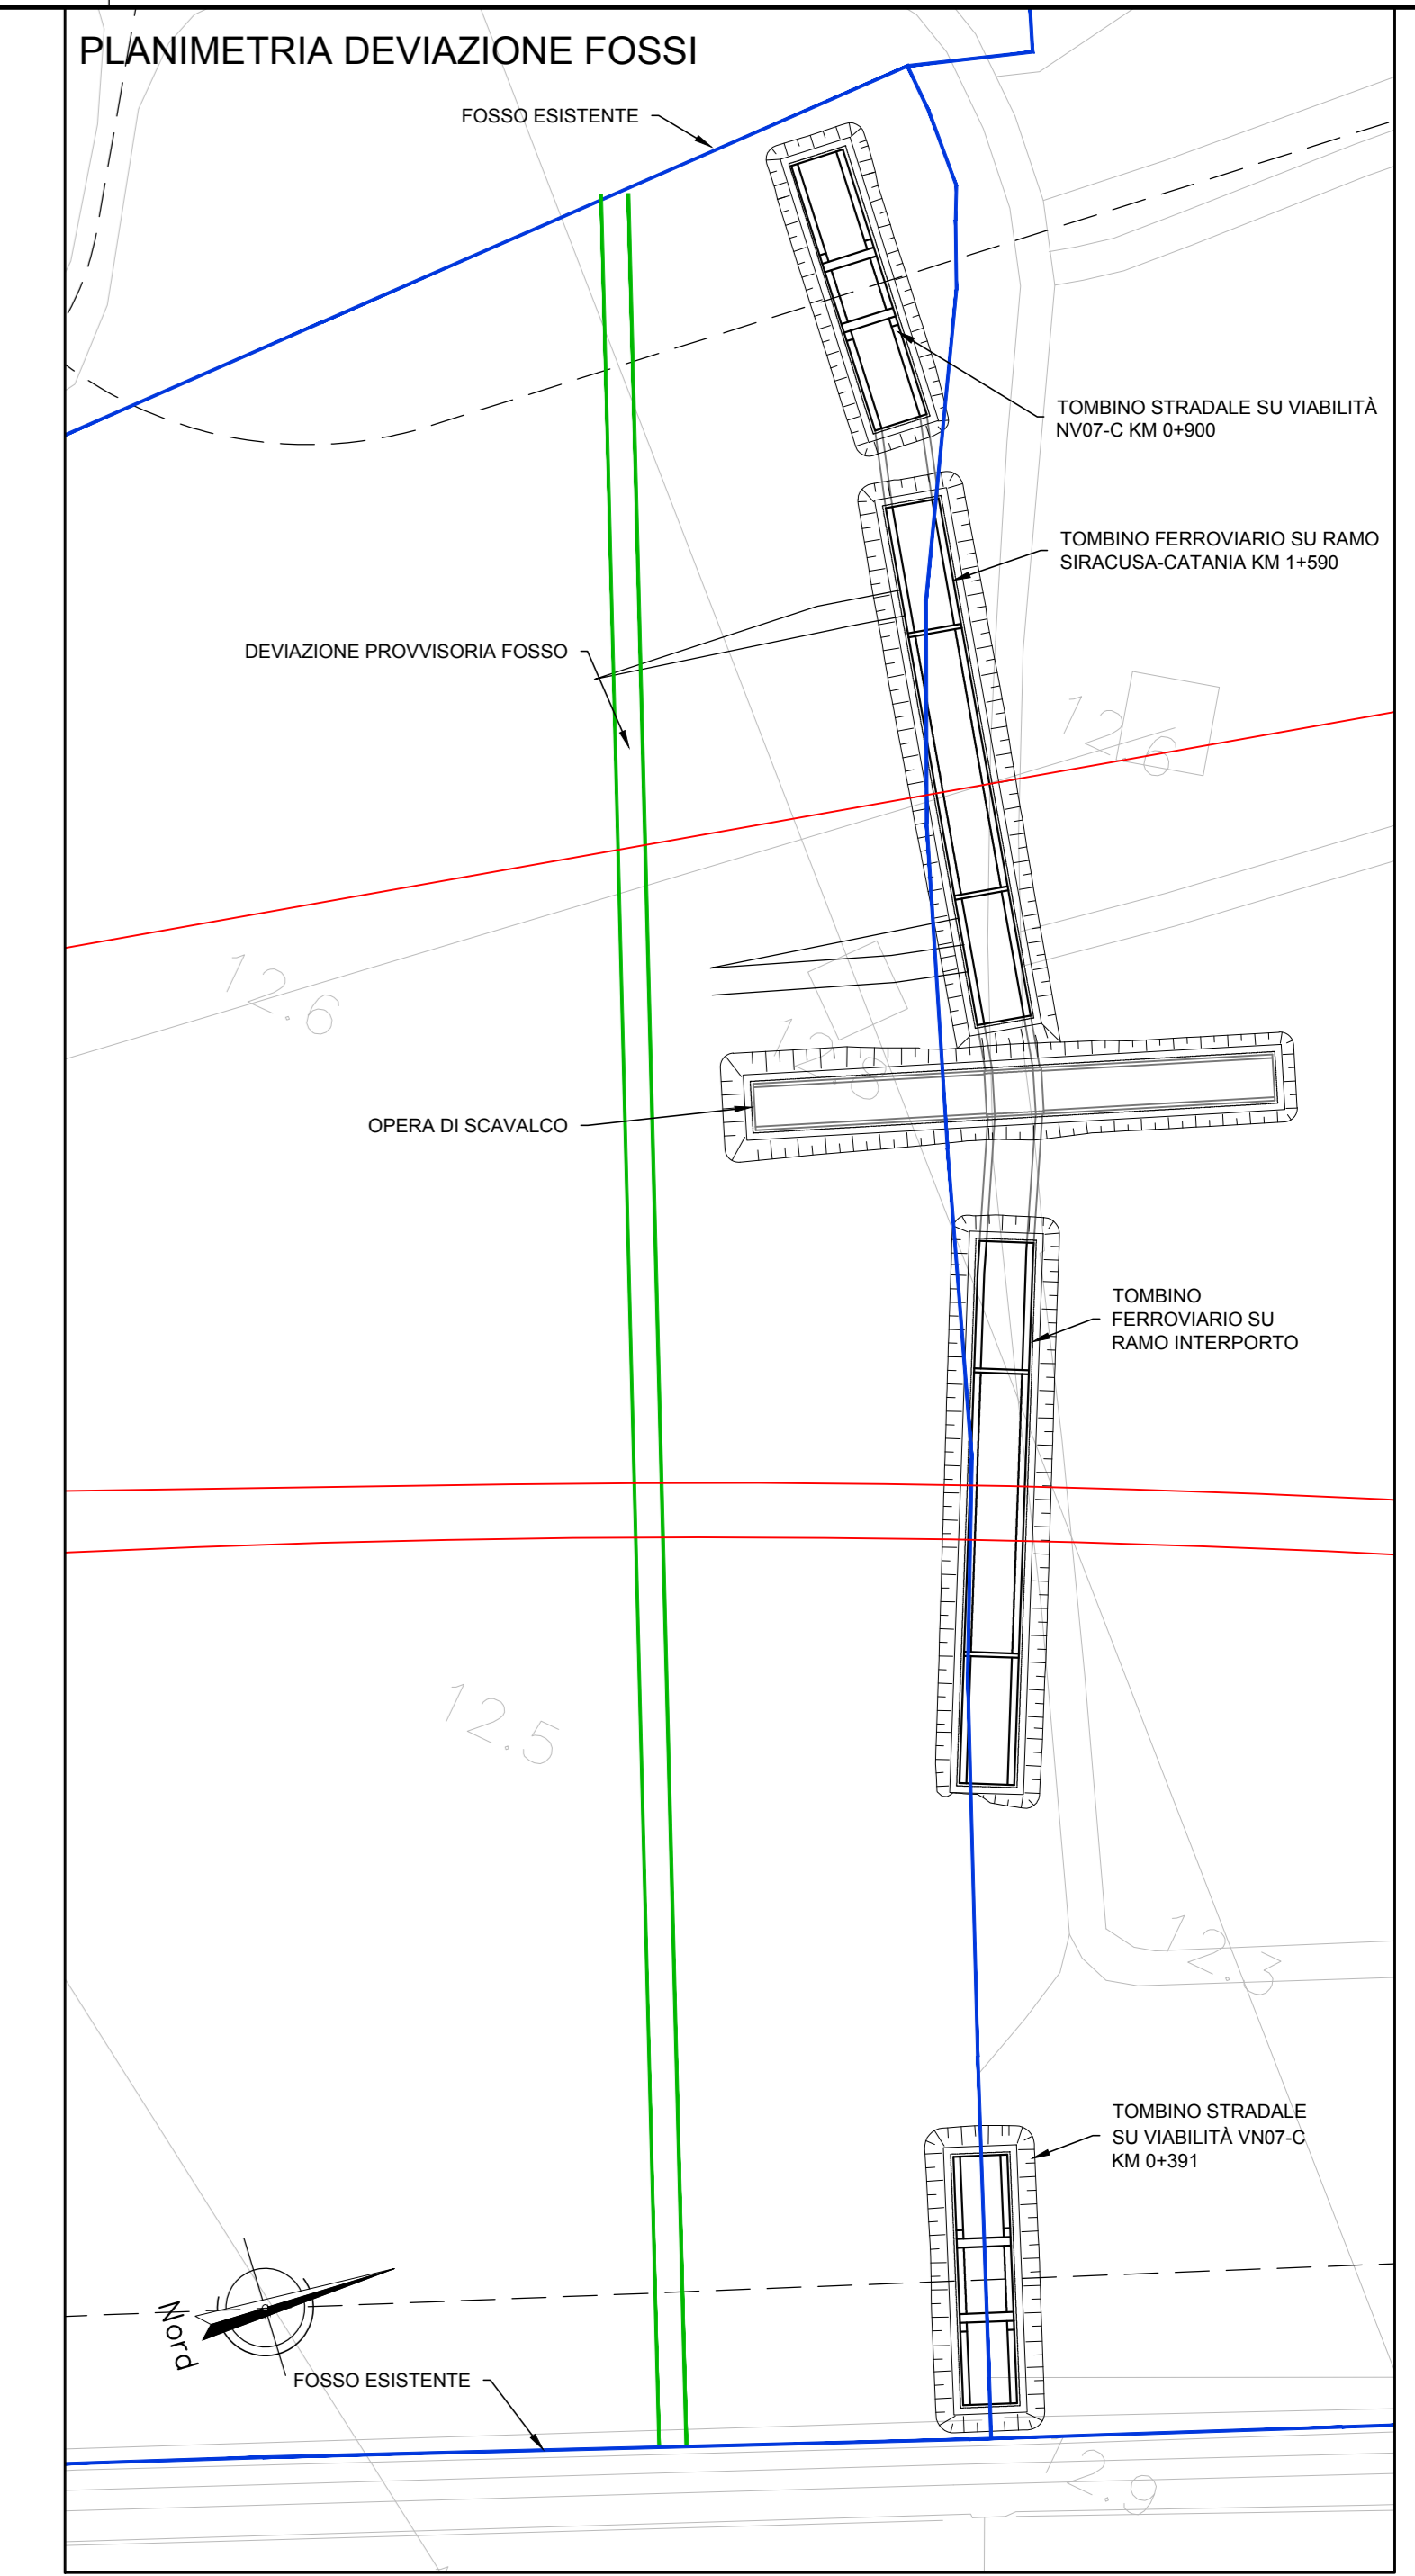 PLANIMETRIA DEVIAZIONE FOSSI
FOSSO ESISTENTE
TOMBINO STRADALE SU VIABILITÀ
NV07-C KM 0+900
TOMBINO FERROVIARIO SU RAMO
SIRACUSA-CATANIA KM 1+590
DEVIAZIONE PROVVISORIA FOSSO
12.6
12.6
12.8
OPERA DI SCAVALCO
TOMBINO
FERROVIARIO SU
RAMO INTERPORTO
12.5
12.3
TOMBINO STRADALE
SU VIABILITÀ VN07-C
KM 0+391
Nord
FOSSO ESISTENTE
12.9